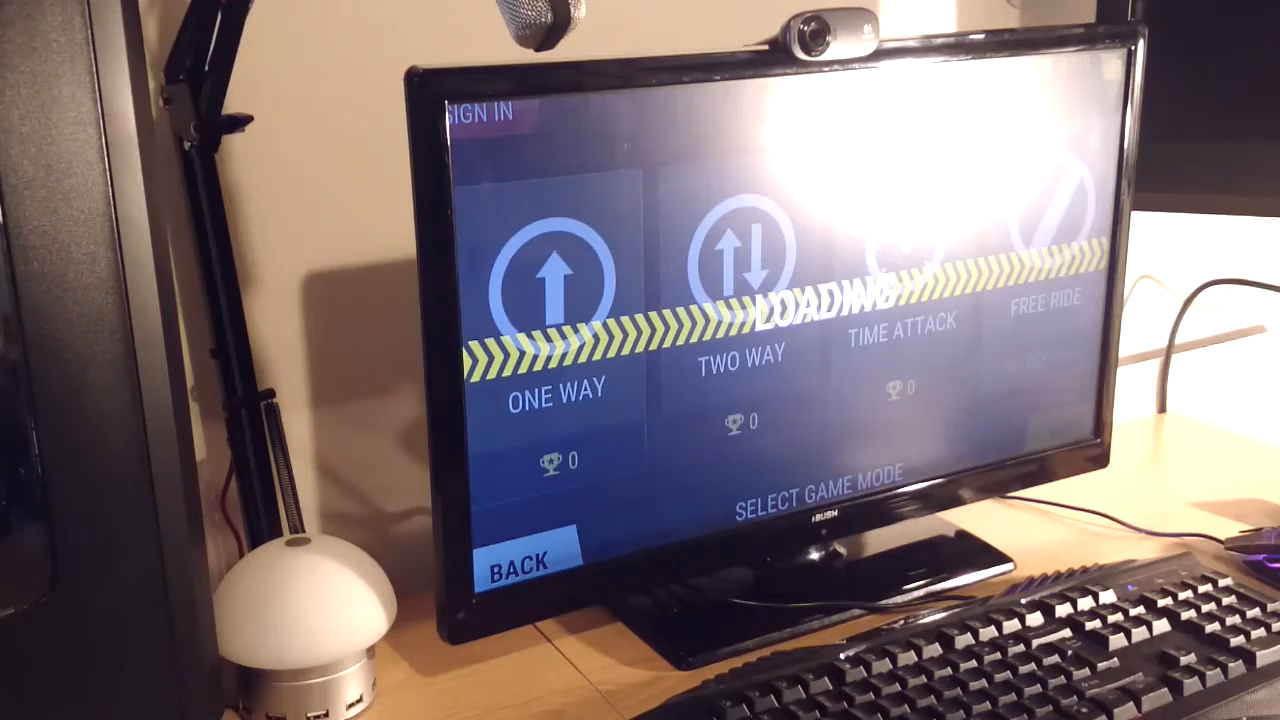 SIGN IN
LOADING
ONE WAY
TWO WAY
TIME ATTACK
FREE RIDE
0
0
0
SELECT GAME MODE
BACK
BUSH